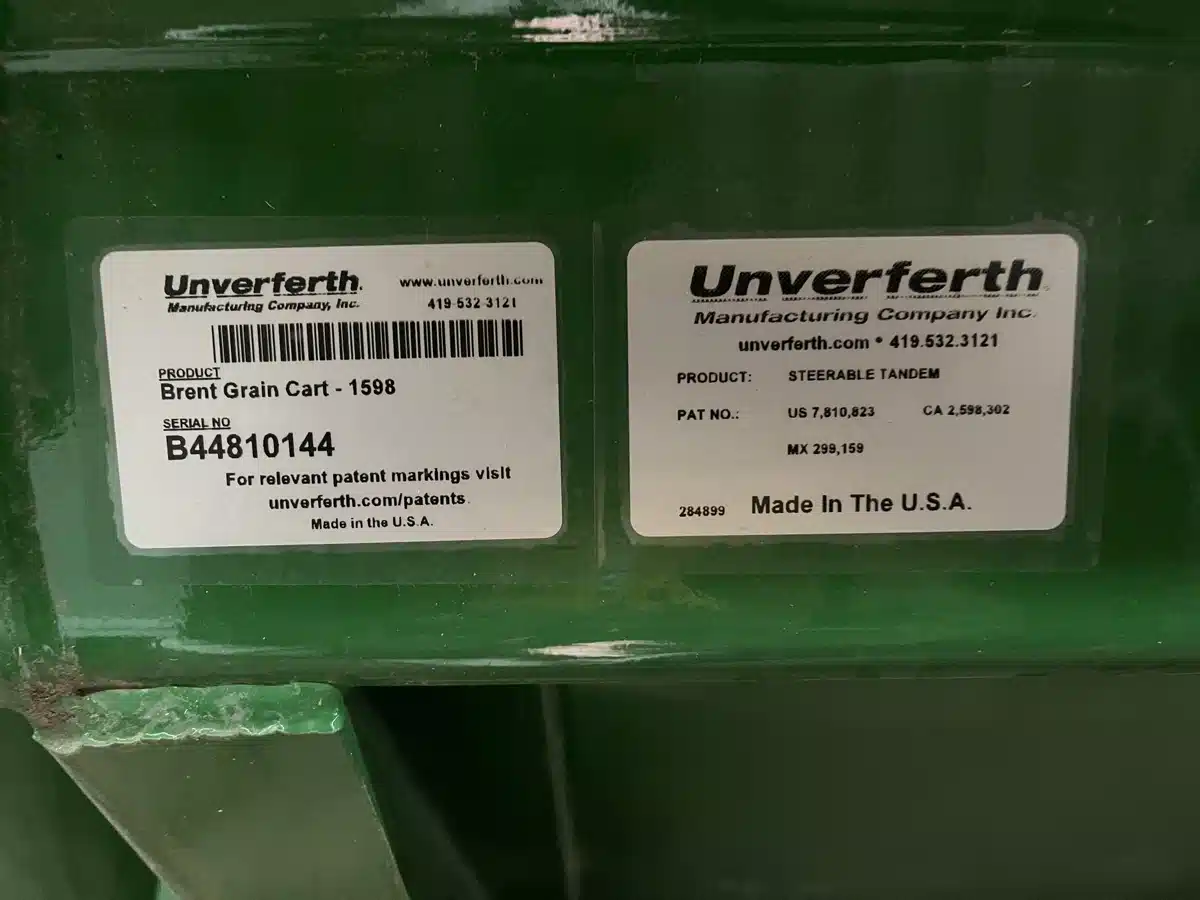 Unverferth.
www.unverferth.com
Manufacturing Company, Inc.
419-532-3121
PRODUCT
Brent Grain Cart - 1598
SERIAL NO
B44810144
For relevant patent markings visit
unverferth.com/patents.
Made in the U.S.A.
Unverferth.
Manufacturing Company Inc.
unverferth.com • 419.532.3121
PRODUCT: STEERABLE TANDEM
PAT NO.: US 7,810,823 CA 2,598,302
MX 299,159
284899 Made In The U.S.A.